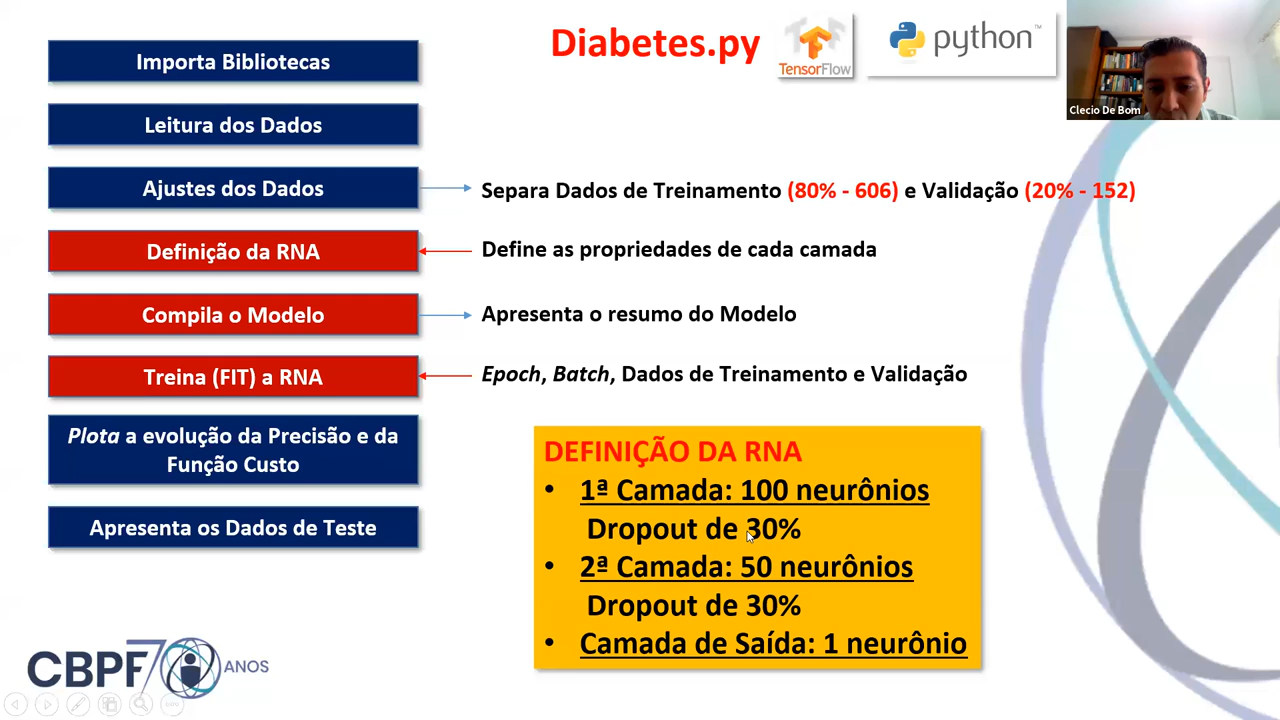 Diabetes.py
TensorFlow
python™
Clecio De Bom
Importa Bibliotecas
Leitura dos Dados
Ajustes dos Dados
Separa Dados de Treinamento (80% - 606) e Validação (20% - 152)
Definição da RNA
Define as propriedades de cada camada
Compila o Modelo
Apresenta o resumo do Modelo
Treina (FIT) a RNA
Epoch, Batch, Dados de Treinamento e Validação
Plota a evolução da Precisão e da
Função Custo
Apresenta os Dados de Teste
DEFINIÇÃO DA RNA
• 1ª Camada: 100 neurônios
Dropout de 30%
• 2ª Camada: 50 neurônios
Dropout de 30%
• Camada de Saída: 1 neurônio
CBPF 70 ANOS